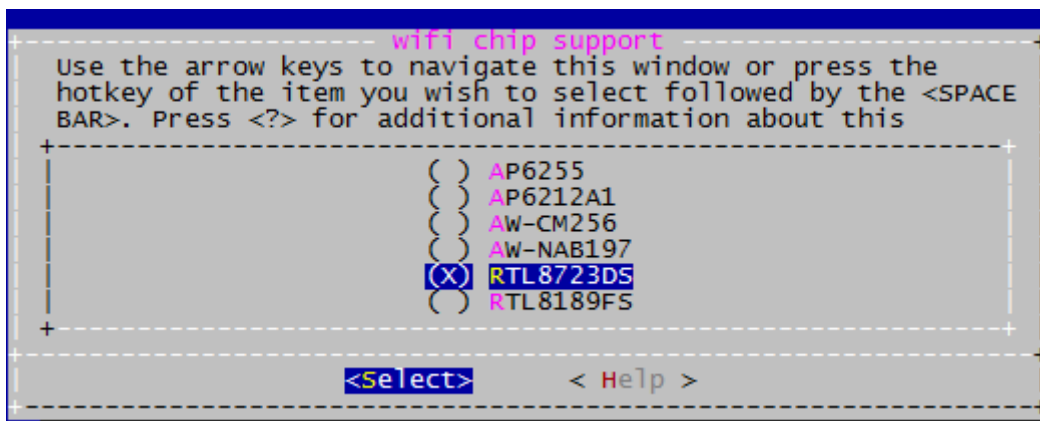 wifi chip support
Use the arrow keys to navigate this window or press the
hotkey of the item you wish to select followed by the <SPACE
BAR>. Press <?> for additional information about this
( ) AP6255
( ) AP6212A1
( ) AW-CM256
( ) AW-NAB197
(X) RTL8723DS
( ) RTL8189FS
<Select> < Help >